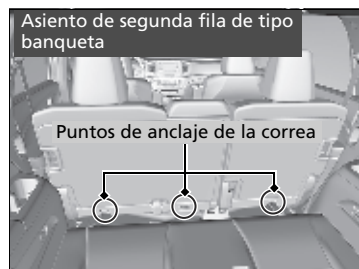 Asiento de segunda fila de tipo
banqueta
Puntos de anclaje de la correa